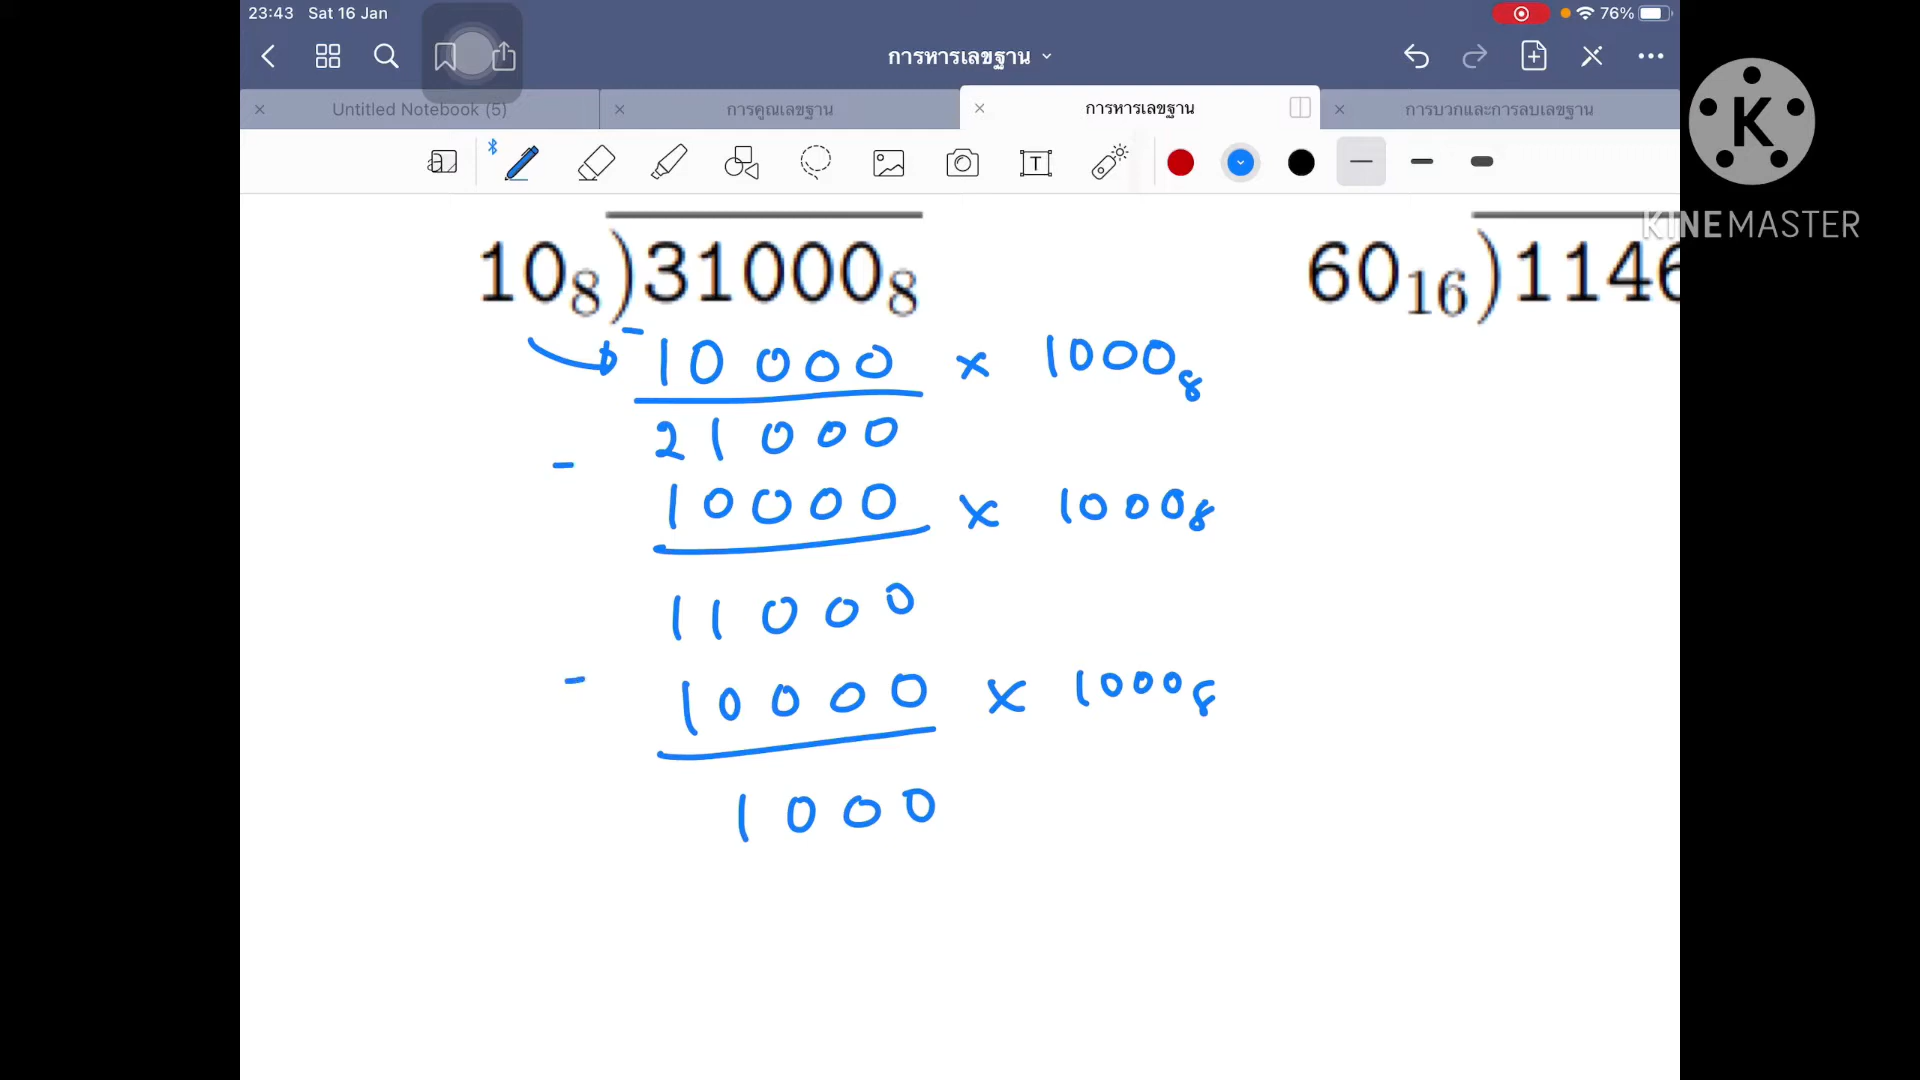 23:43 Sat 16 Jan 76%
การหารเลขฐาน
Untitled Notebook (5) การคูณเลขฐาน การหารเลขฐาน การบวกและการลบเลขฐาน
K
KINEMASTER
10₈)31000₈ 60₁₆)1146
- 10000 x 1000₈
21000
- 10000 x 1000₈
11000
- 10000 x 1000₈
1000